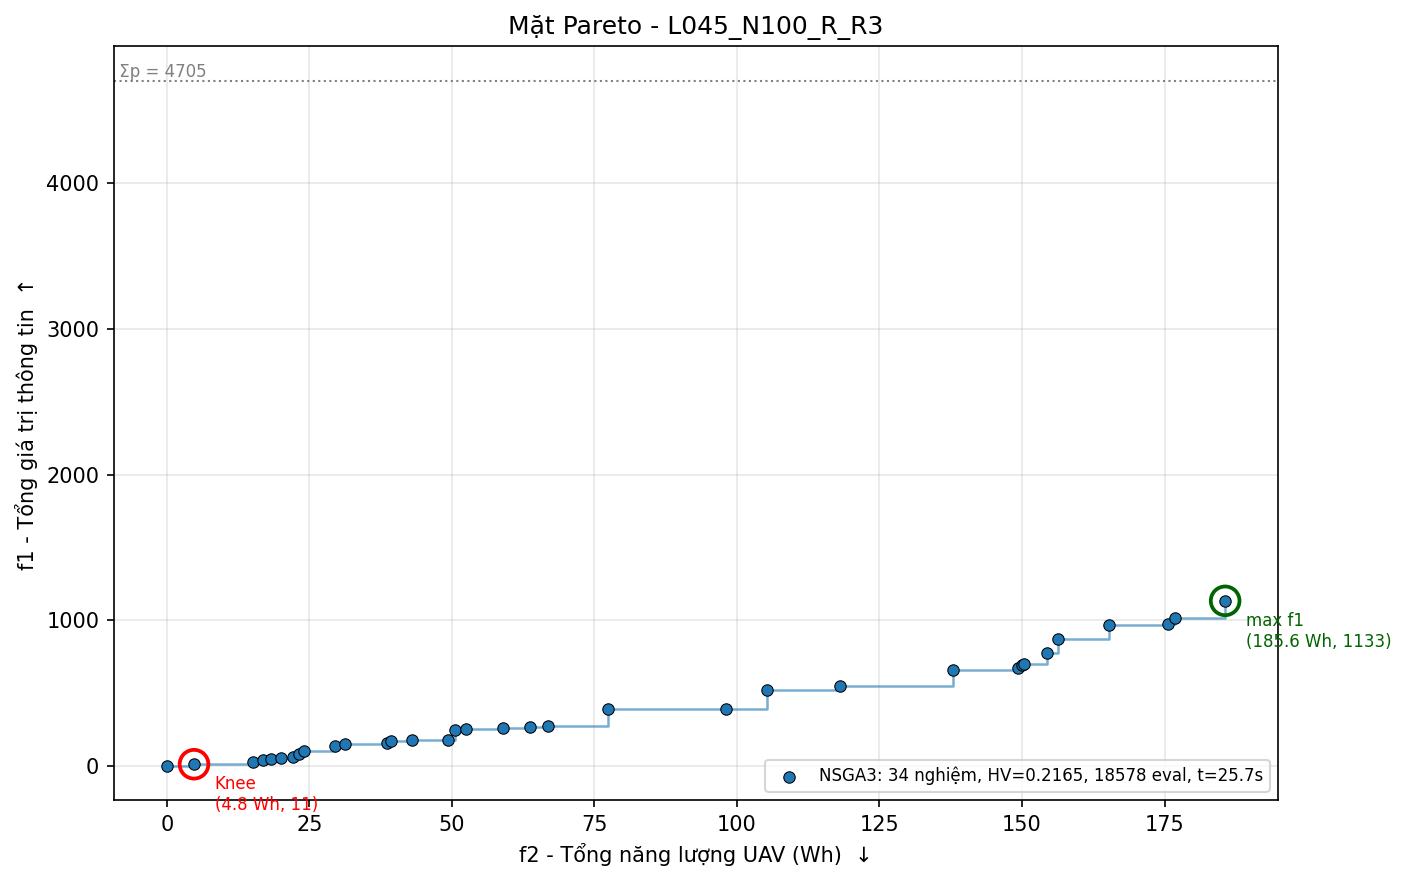 Mặt Pareto - L045_N100_R_R3
Σp = 4705
4000
3000
2000
1000
0
f1 - Tổng giá trị thông tin ↑
max f1
(185.6 Wh, 1133)
Knee
(4.8 Wh, 11)
NSGA3: 34 nghiệm, HV=0.2165, 18578 eval, t=25.7s
0 25 50 75 100 125 150 175
f2 - Tổng năng lượng UAV (Wh) ↓